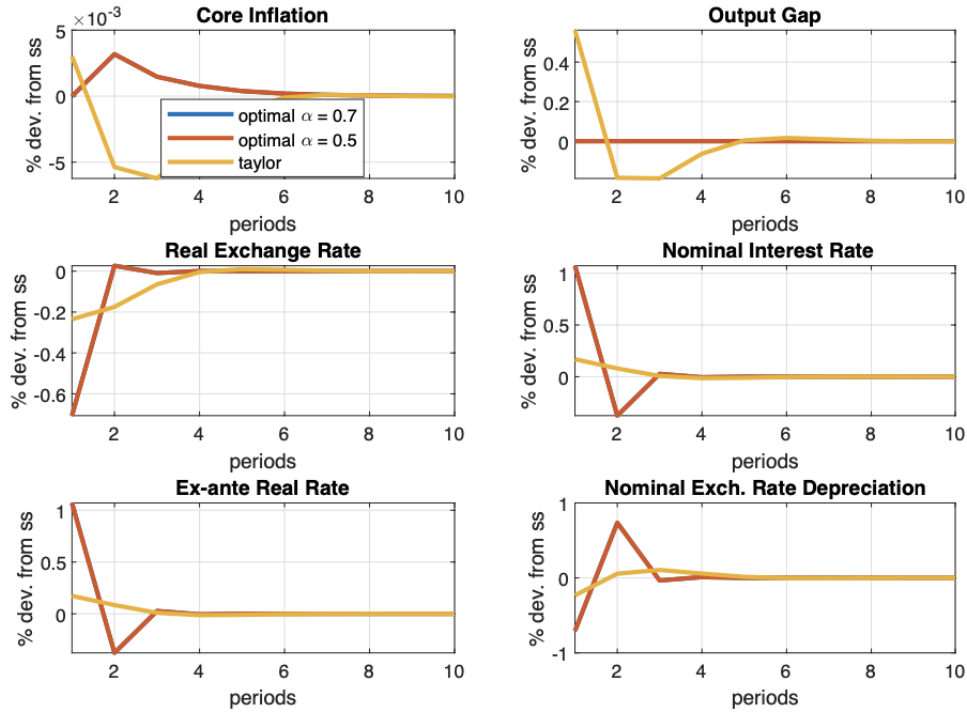 Core Inflation
×10⁻³
5
0
-5
% dev. from ss
2 4 6 8 10
periods
optimal α = 0.7
optimal α = 0.5
taylor
Output Gap
0.4
0.2
0
% dev. from ss
2 4 6 8 10
periods
Real Exchange Rate
0
-0.2
-0.4
-0.6
% dev. from ss
2 4 6 8 10
periods
Nominal Interest Rate
1
0.5
0
% dev. from ss
2 4 6 8 10
periods
Ex-ante Real Rate
1
0.5
0
% dev. from ss
2 4 6 8 10
periods
Nominal Exch. Rate Depreciation
1
0
-1
% dev. from ss
2 4 6 8 10
periods